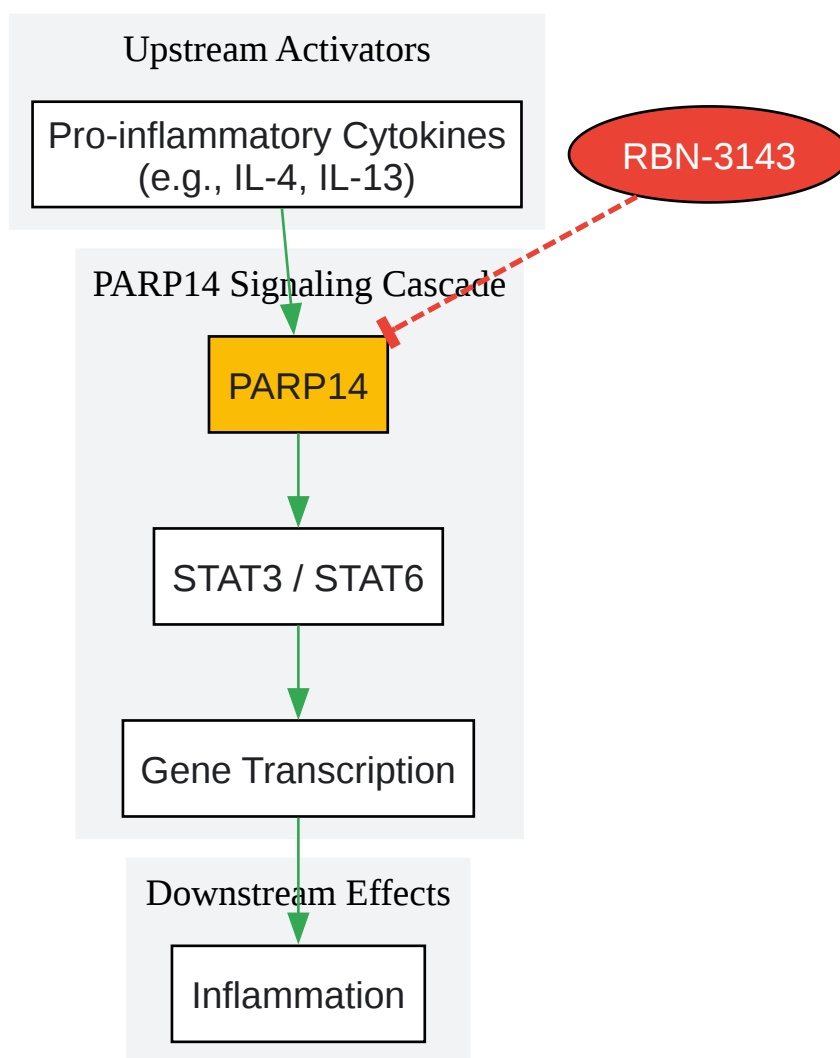 Upstream Activators
Pro-inflammatory Cytokines
(e.g., IL-4, IL-13)
RBN-3143
PARP14 Signaling Cascade
PARP14
STAT3 / STAT6
Gene Transcription
Downstream Effects
Inflammation